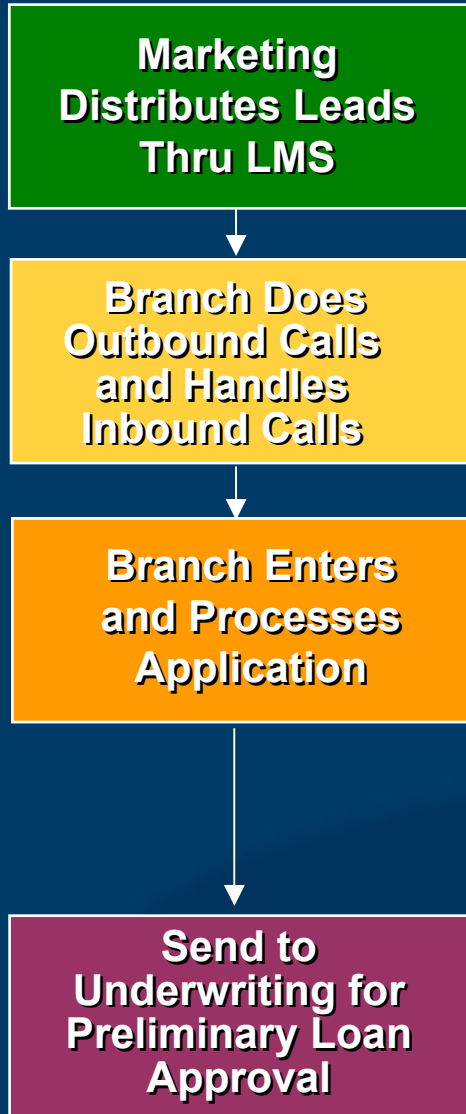 Marketing
Distributes Leads
Thru LMS
Branch Does
Outbound Calls
and Handles
Inbound Calls
Branch Enters
and Processes
Application
Send to
Underwriting for
Preliminary Loan
Approval